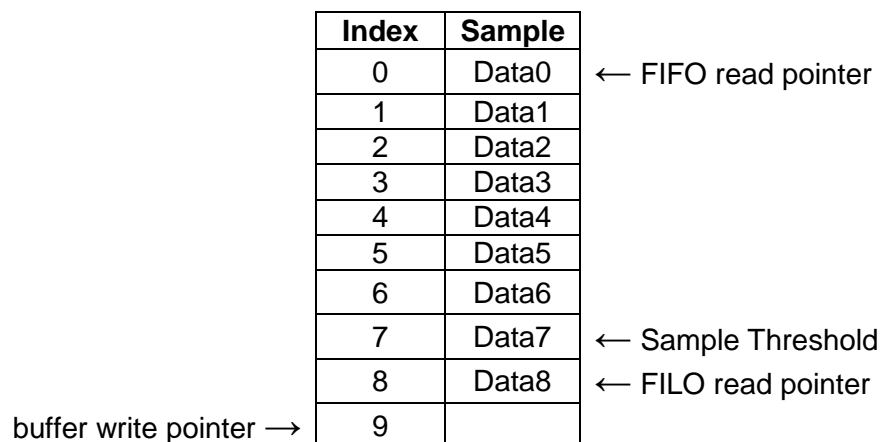 Index Sample
0 Data0 ← FIFO read pointer
1 Data1
2 Data2
3 Data3
4 Data4
5 Data5
6 Data6
7 Data7 ← Sample Threshold
8 Data8 ← FILO read pointer
buffer write pointer → 9